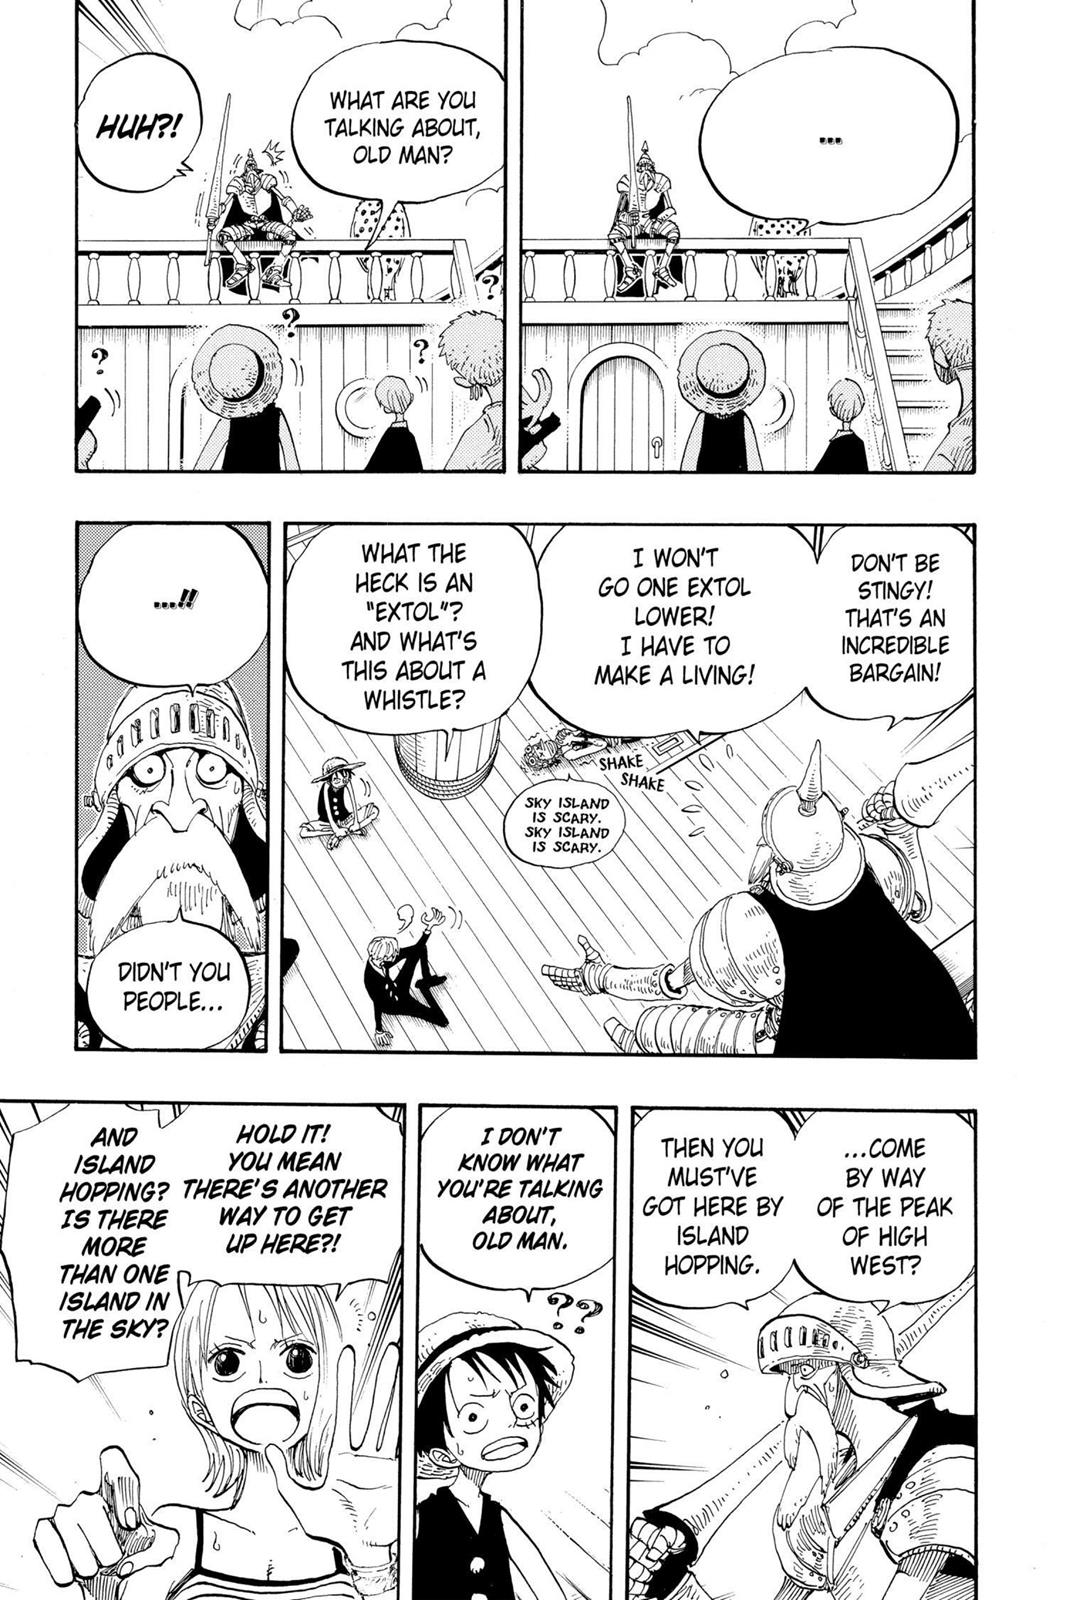 ...
WHAT ARE YOU
TALKING ABOUT,
OLD MAN?
HUH?!
?
?
?
?
DON'T BE
STINGY!
THAT'S AN
INCREDIBLE
BARGAIN!
I WON'T
GO ONE EXTOL
LOWER!
I HAVE TO
MAKE A LIVING!
WHAT THE
HECK IS AN
"EXTOL"?
AND WHAT'S
THIS ABOUT A
WHISTLE?
SHAKE
SHAKE
SKY ISLAND
IS SCARY.
SKY ISLAND
IS SCARY.
...!!
DIDN'T YOU
PEOPLE...
...COME
BY WAY
OF THE PEAK
OF HIGH
WEST?
THEN YOU
MUST'VE
GOT HERE BY
ISLAND
HOPPING.
I DON'T
KNOW WHAT
YOU'RE TALKING
ABOUT,
OLD MAN.
??
HOLD IT!
YOU MEAN
THERE'S ANOTHER
WAY TO GET
UP HERE?!
AND
ISLAND
HOPPING?
IS THERE
MORE
THAN ONE
ISLAND IN
THE SKY?